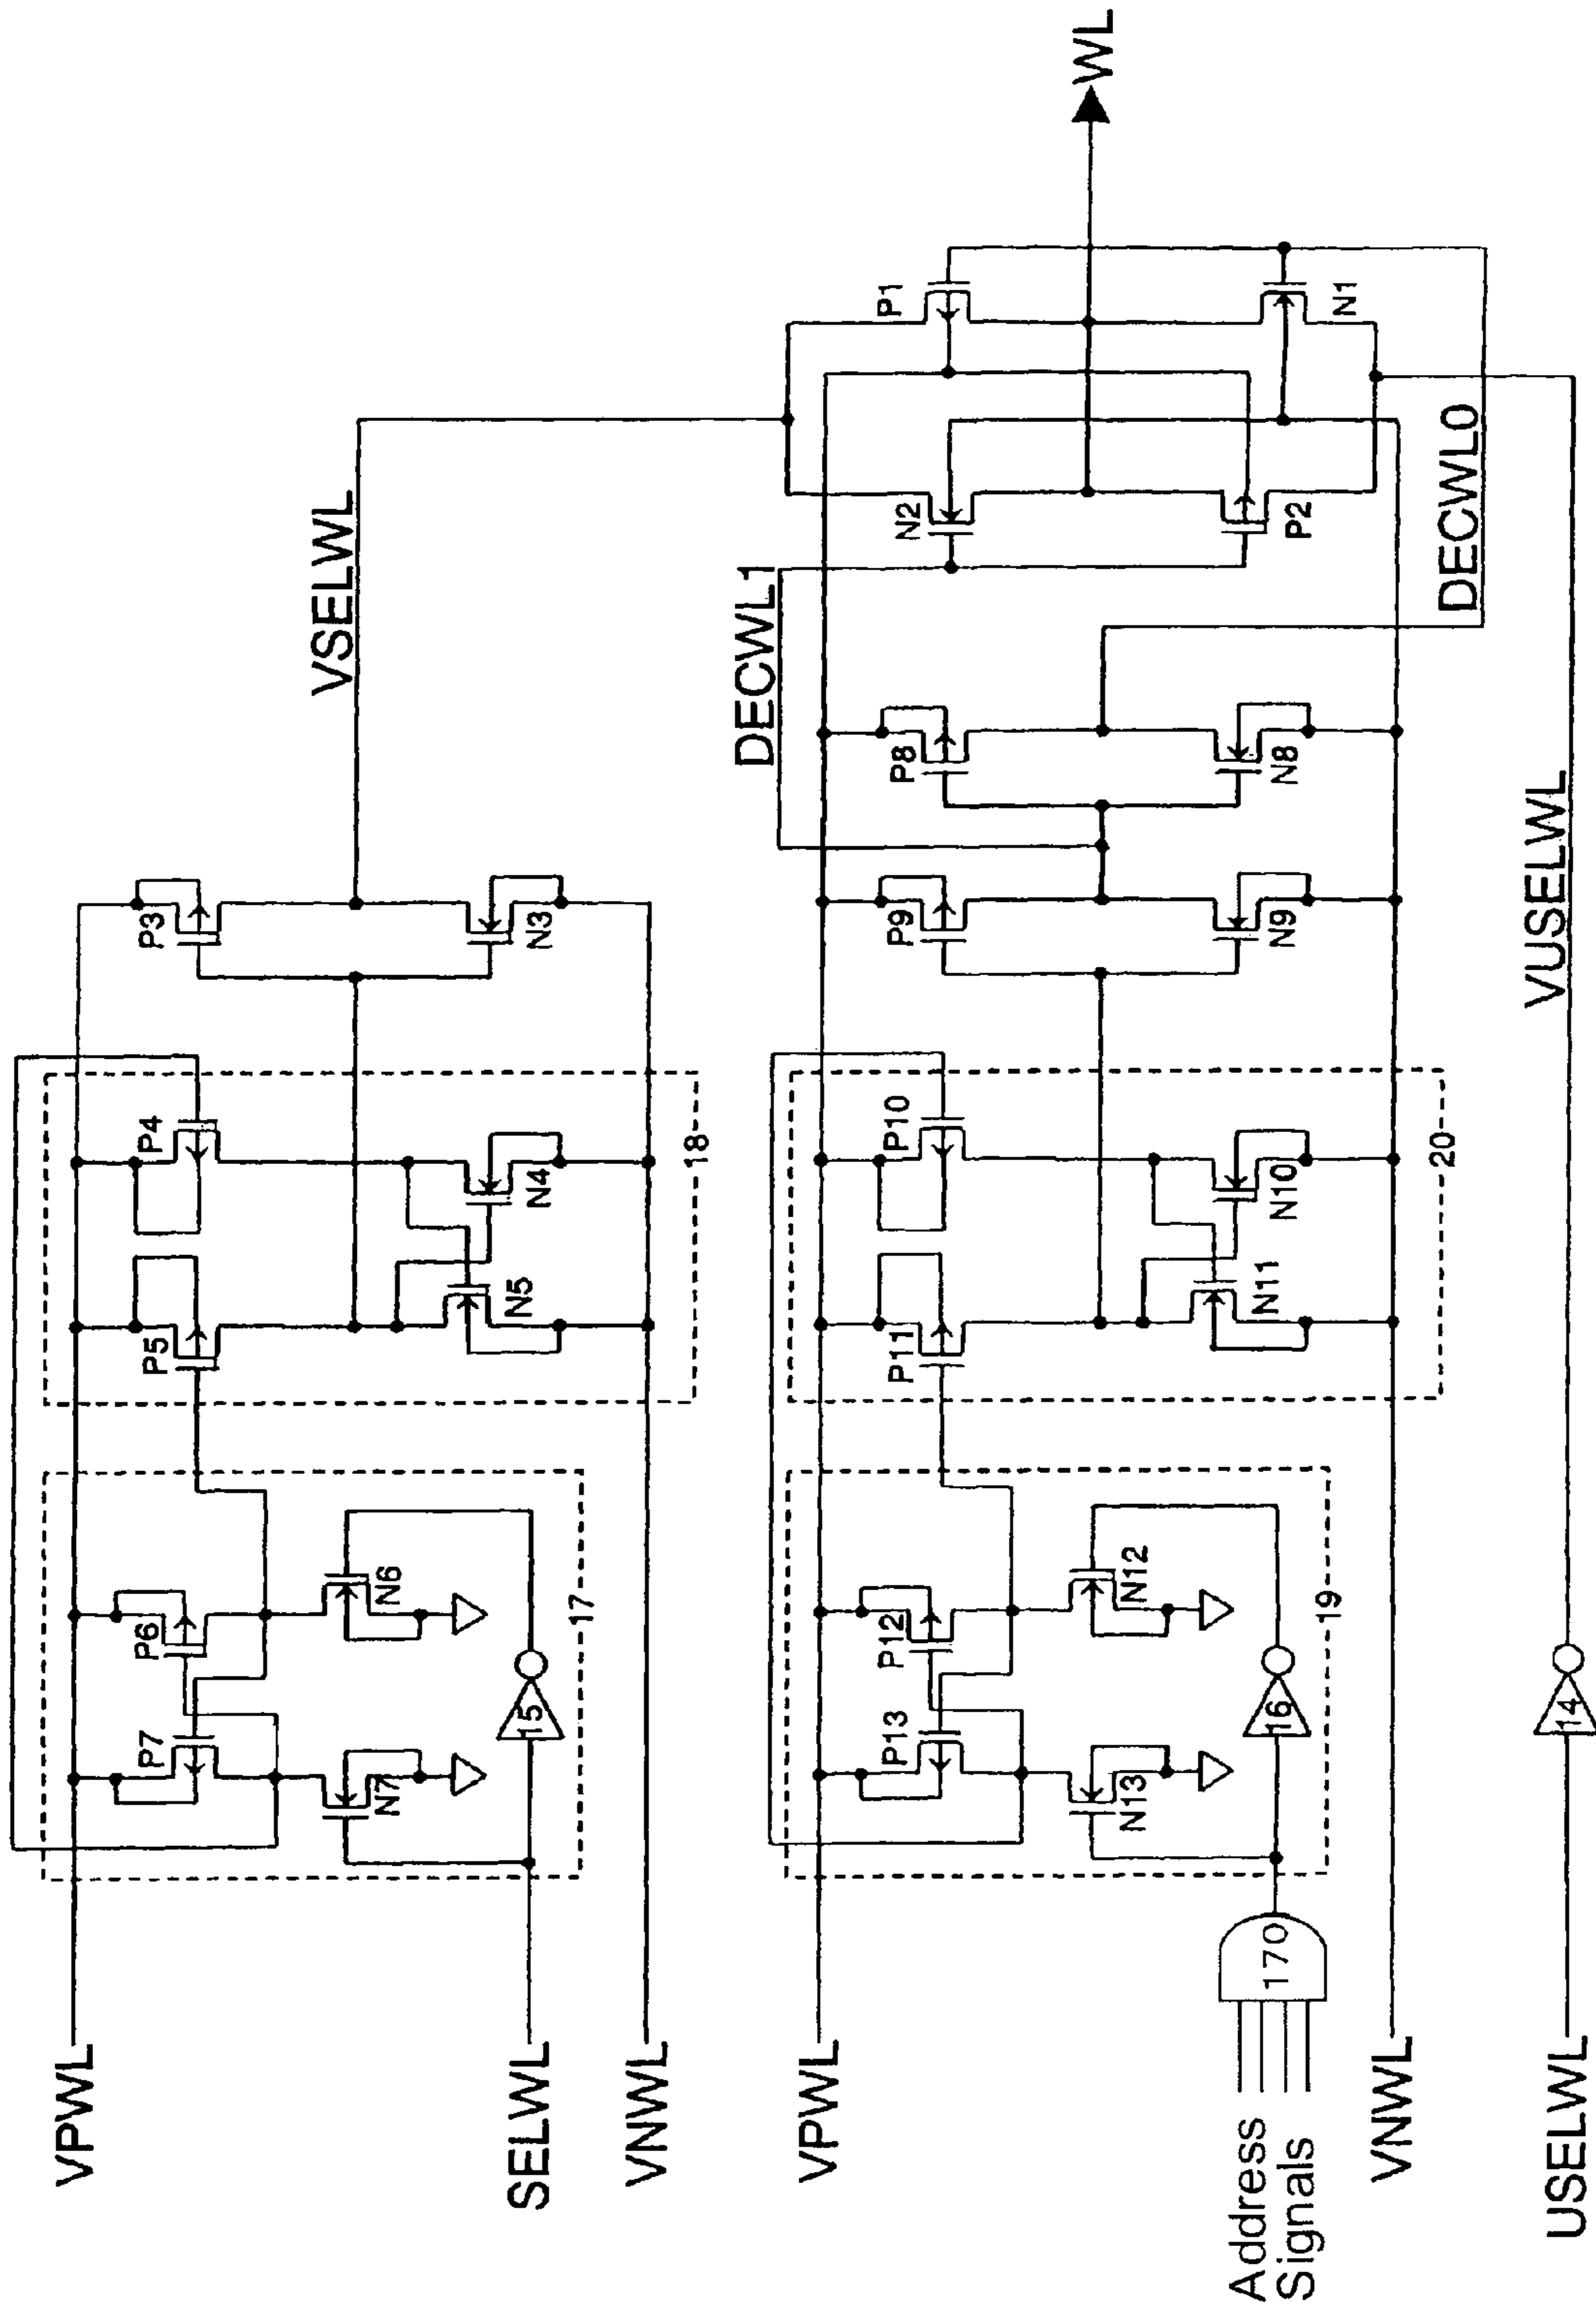 VPWL
SELWL
VNWL
P7
N7
P6
N6
15
17
P5
N5
P4
N4
18
P3
N3
VSELWL
VPWL
Address
Signals
170
VNWL
P13
N13
P12
N12
16
19
P11
N11
P10
N10
20
P9
N9
P8
N8
DECWL1
DECWL0
N2
P2
P1
N1
WL
USELWL
14
VUSELWL